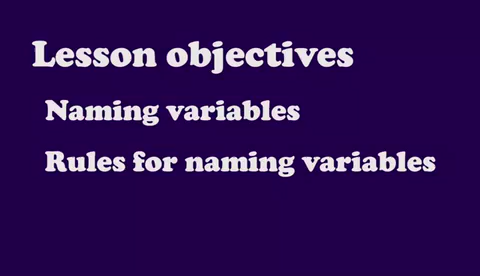 Lesson objectives
Naming variables
Rules for naming variables